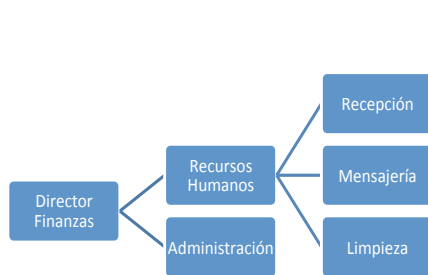 Director
Finanzas
Recursos
Humanos
Administración
Recepción
Mensajería
Limpieza